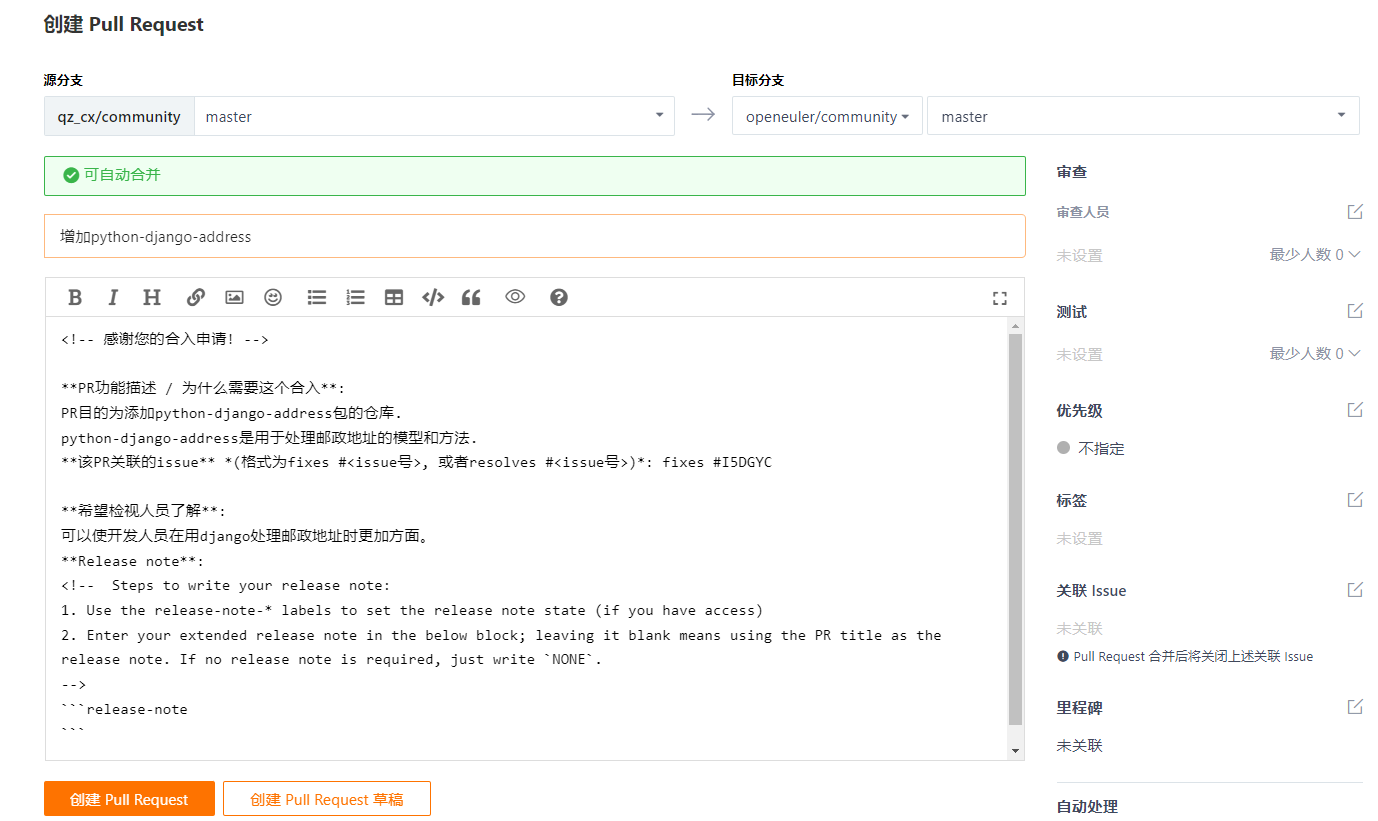 创建 Pull Request
源分支
目标分支
qz_cx/community master
openeuler/community master
可自动合并
增加python-django-address
B I H
<!-- 感谢您的合入申请! -->
**PR功能描述 / 为什么需要这个合入**:
PR目的为添加python-django-address包的仓库.
python-django-address是用于处理邮政地址的模型和方法.
**该PR关联的issue** *(格式为fixes #<issue号>, 或者resolves #<issue号>)*: fixes #I5DGYC
**希望检视人员了解**:
可以使开发人员在用django处理邮政地址时更加方面。
**Release note**:
<!--  Steps to write your release note:
1. Use the release-note-* labels to set the release note state (if you have access)
2. Enter your extended release note in the below block; leaving it blank means using the PR title as the
release note. If no release note is required, just write `NONE`.
-->
```release-note
```
创建 Pull Request
创建 Pull Request 草稿
审查
审查人员
未设置 最少人数 0
测试
未设置 最少人数 0
优先级
不指定
标签
未设置
关联 Issue
未关联
Pull Request 合并后将关闭上述关联 Issue
里程碑
未关联
自动处理